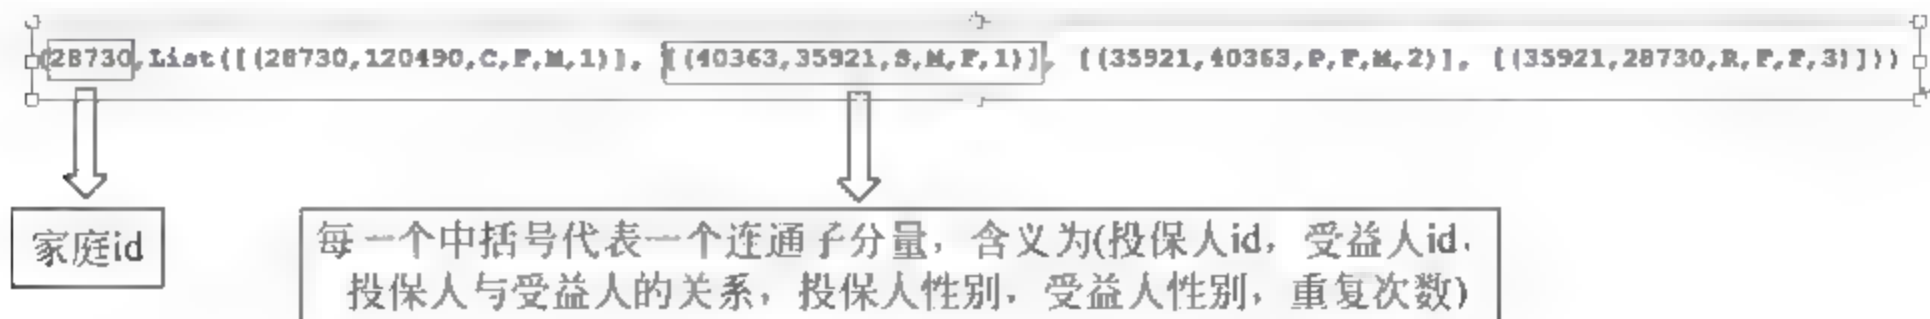 (28730,List([(28730,120490,C,F,M,1)], [(40363,35921,S,M,F,1)], [(35921,40363,P,F,M,2)], [(35921,28730,R,F,F,3)]))
家庭id
每一个中括号代表一个连通子分量，含义为(投保人id，受益人id，
投保人与受益人的关系，投保人性别，受益人性别，重复次数)